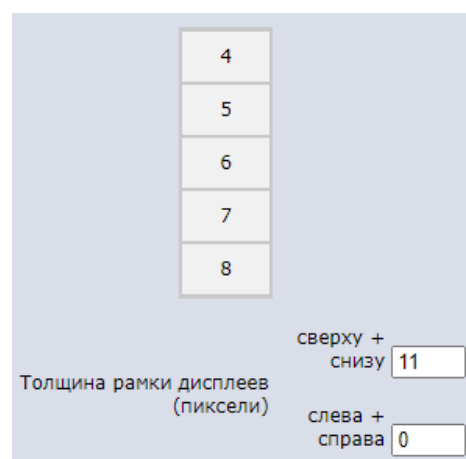 4
5
6
7
8
сверху +
снизу 11
Толщина рамки дисплеев
(пиксели)
слева +
справа 0